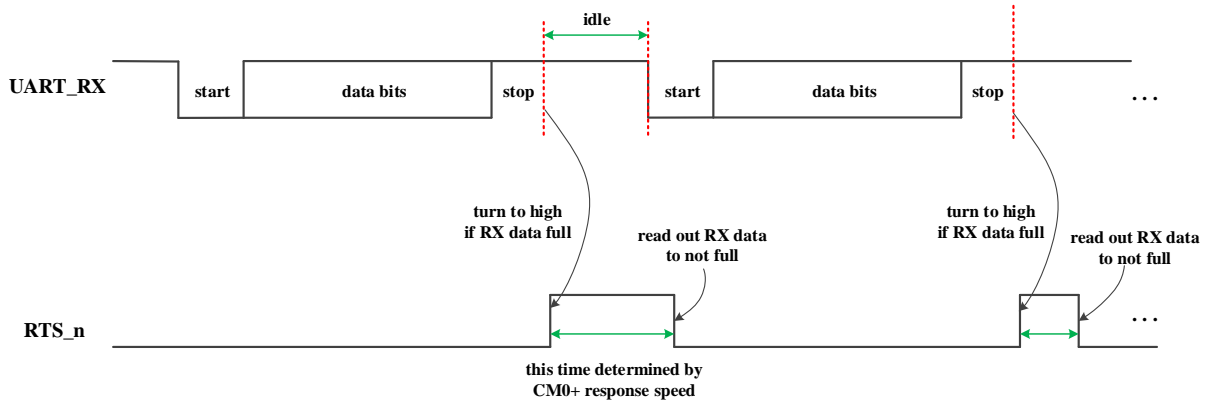 idle
UART_RX
start
data bits
stop
start
data bits
stop
...
turn to high
if RX data full
read out RX data
to not full
turn to high
if RX data full
read out RX data
to not full
RTS_n
...
this time determined by
CM0+ response speed